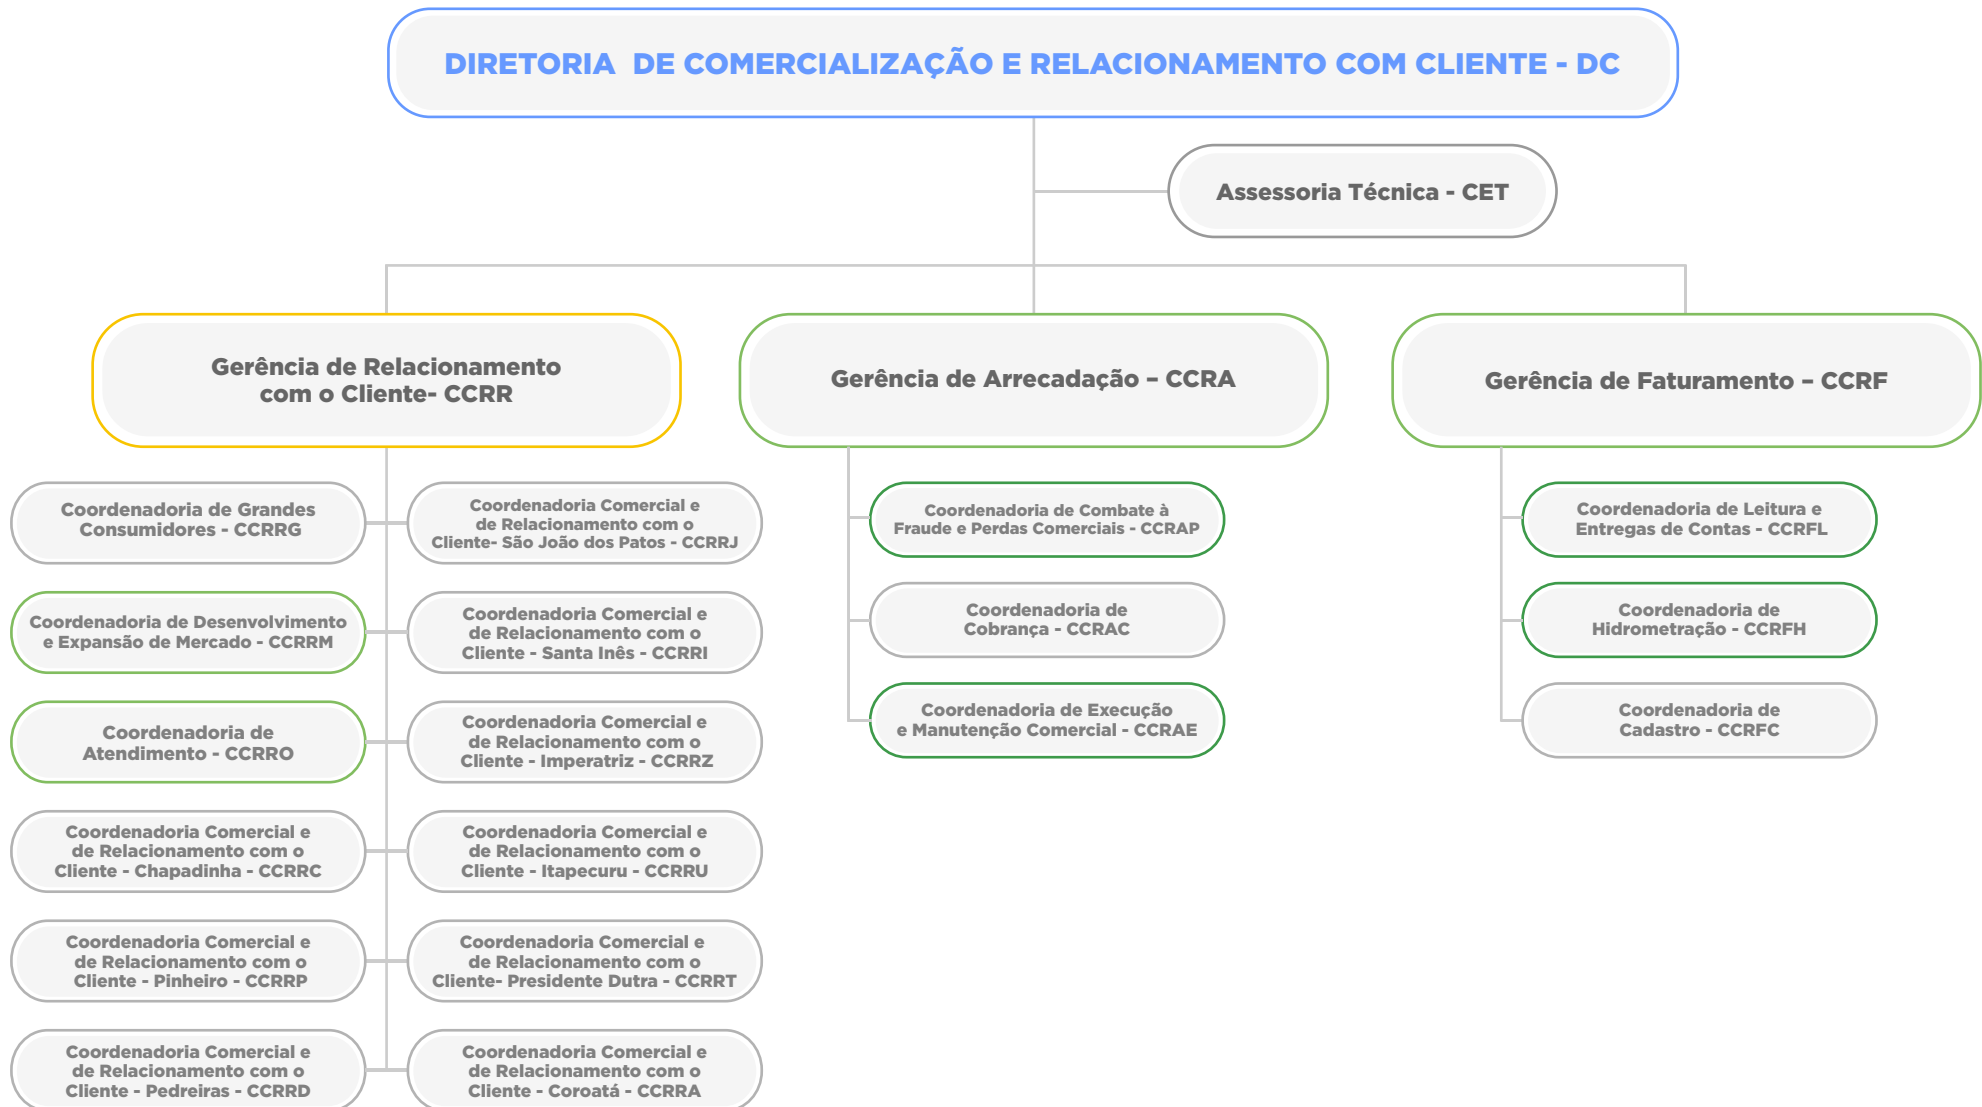 DIRETORIA DE COMERCIALIZAÇÃO E RELACIONAMENTO COM CLIENTE - DC
Assessoria Técnica - CET
Gerência de Relacionamento
com o Cliente- CCRR
Gerência de Arrecadação – CCRA
Gerência de Faturamento – CCRF
Coordenadoria de Grandes
Consumidores - CCRRG
Coordenadoria Comercial e
de Relacionamento com o
Cliente- São João dos Patos - CCRRJ
Coordenadoria de Desenvolvimento
e Expansão de Mercado - CCRRM
Coordenadoria Comercial e
de Relacionamento com o
Cliente - Santa Inês - CCRRI
Coordenadoria de
Atendimento - CCRRO
Coordenadoria Comercial e
de Relacionamento com o
Cliente - Imperatriz - CCRRZ
Coordenadoria Comercial e
de Relacionamento com o
Cliente - Chapadinha - CCRRC
Coordenadoria Comercial e
de Relacionamento com o
Cliente - Itapecuru - CCRRU
Coordenadoria Comercial e
de Relacionamento com o
Cliente - Pinheiro - CCRRP
Coordenadoria Comercial e
de Relacionamento com o
Cliente- Presidente Dutra - CCRRT
Coordenadoria Comercial e
de Relacionamento com o
Cliente - Pedreiras - CCRRD
Coordenadoria Comercial e
de Relacionamento com o
Cliente - Coroatá - CCRRA
Coordenadoria de Combate à
Fraude e Perdas Comerciais - CCRAP
Coordenadoria de
Cobrança - CCRAC
Coordenadoria de Execução
e Manutenção Comercial - CCRAE
Coordenadoria de Leitura e
Entregas de Contas - CCRFL
Coordenadoria de
Hidrometração - CCRFH
Coordenadoria de
Cadastro - CCRFC